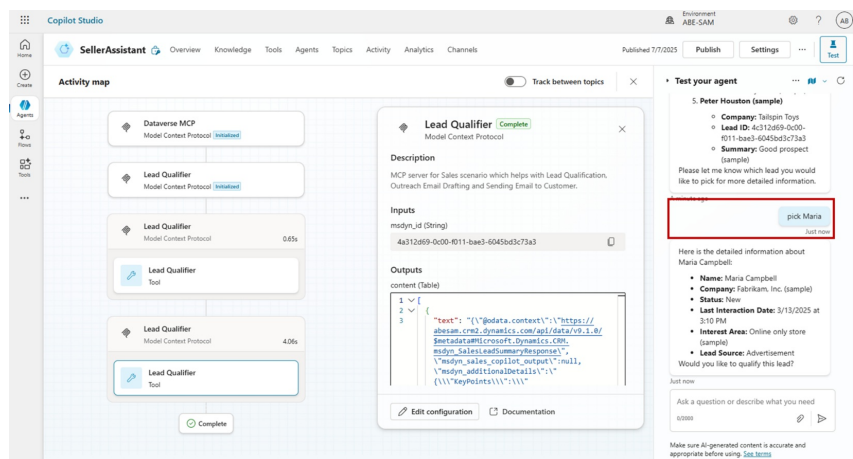 Copilot Studio
Environment
ABE-SAM
?
AB
Home
Create
Agents
Flows
Tools
SellerAssistant
Overview
Knowledge
Tools
Agents
Topics
Activity
Analytics
Channels
Published 7/7/2025
Publish
Settings
Test
Activity map
Track between topics
Dataverse MCP
Model Context Protocol
Initialized
Lead Qualifier
Model Context Protocol
Initialized
Lead Qualifier
Model Context Protocol
0.65s
Lead Qualifier
Tool
Lead Qualifier
Model Context Protocol
4.06s
Lead Qualifier
Tool
Complete
Lead Qualifier
Complete
Model Context Protocol
Description
MCP server for Sales scenario which helps with Lead Qualification,
Outreach Email Drafting and Sending Email to Customer.
Inputs
msdyn_id (String)
4a312d69-0c00-f011-bae3-6045bd3c73a3
Outputs
content (Table)
1 [
2 {
3 "text": "{\"@odata.context\":\"https://
abesam.crm2.dynamics.com/api/data/v9.1.0/
$metadata#Microsoft.Dynamics.CRM.
msdyn_SalesLeadSummaryResponse\",
\"msdyn_sales_copilot_output\":null,
\"msdyn_additionalDetails\":\"
{\\\"KeyPoints\\\":\\\"
Edit configuration
Documentation
Test your agent
5. Peter Houston (sample)
Company: Tailspin Toys
Lead ID: 4c312d69-0c00-
f011-bae3-6045bd3c73a3
Summary: Good prospect
(sample)
Please let me know which lead you would
like to pick for more detailed information.
minute ago
pick Maria
Just now
Here is the detailed information about
Maria Campbell:
Name: Maria Campbell
Company: Fabrikam, Inc. (sample)
Status: New
Last Interaction Date: 3/13/2025 at
3:10 PM
Interest Area: Online only store
(sample)
Lead Source: Advertisement
Would you like to qualify this lead?
Just now
Ask a question or describe what you need
0/2000
Make sure AI-generated content is accurate and
appropriate before using. See terms